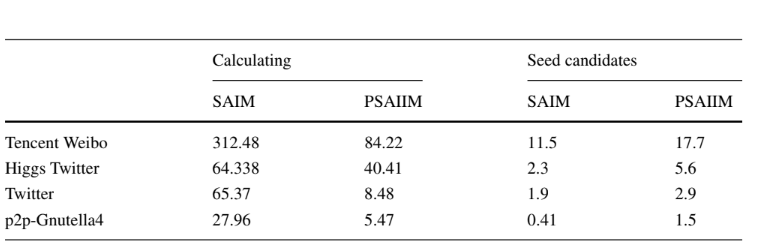 Calculating Seed candidates
SAIM PSAIIM SAIM PSAIIM
Tencent Weibo 312.48 84.22 11.5 17.7
Higgs Twitter 64.338 40.41 2.3 5.6
Twitter 65.37 8.48 1.9 2.9
p2p-Gnutella4 27.96 5.47 0.41 1.5